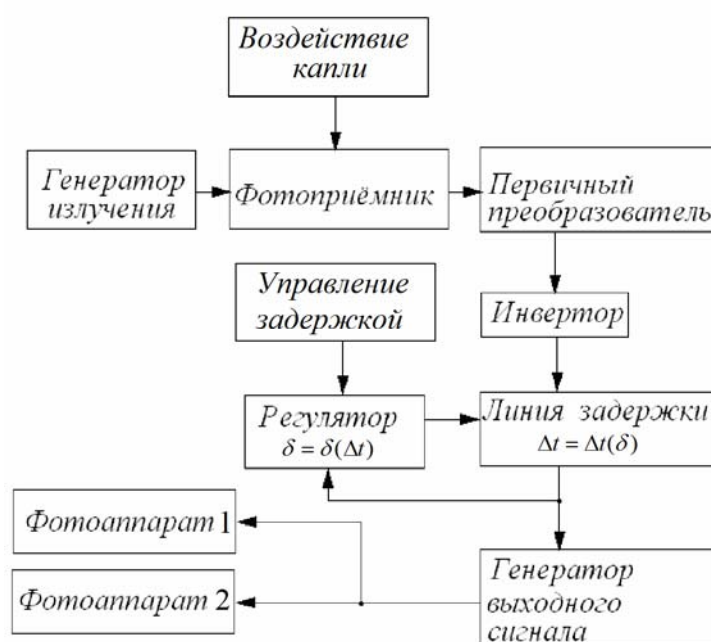 Воздействие
капли
Генератор
излучения
Фотоприёмник
Первичный
преобразователь
Управление
задержкой
Инвертор
Регулятор
δ = δ(Δt)
Линия задержки
Δt = Δt(δ)
Фотоаппарат 1
Фотоаппарат 2
Генератор
выходного
сигнала